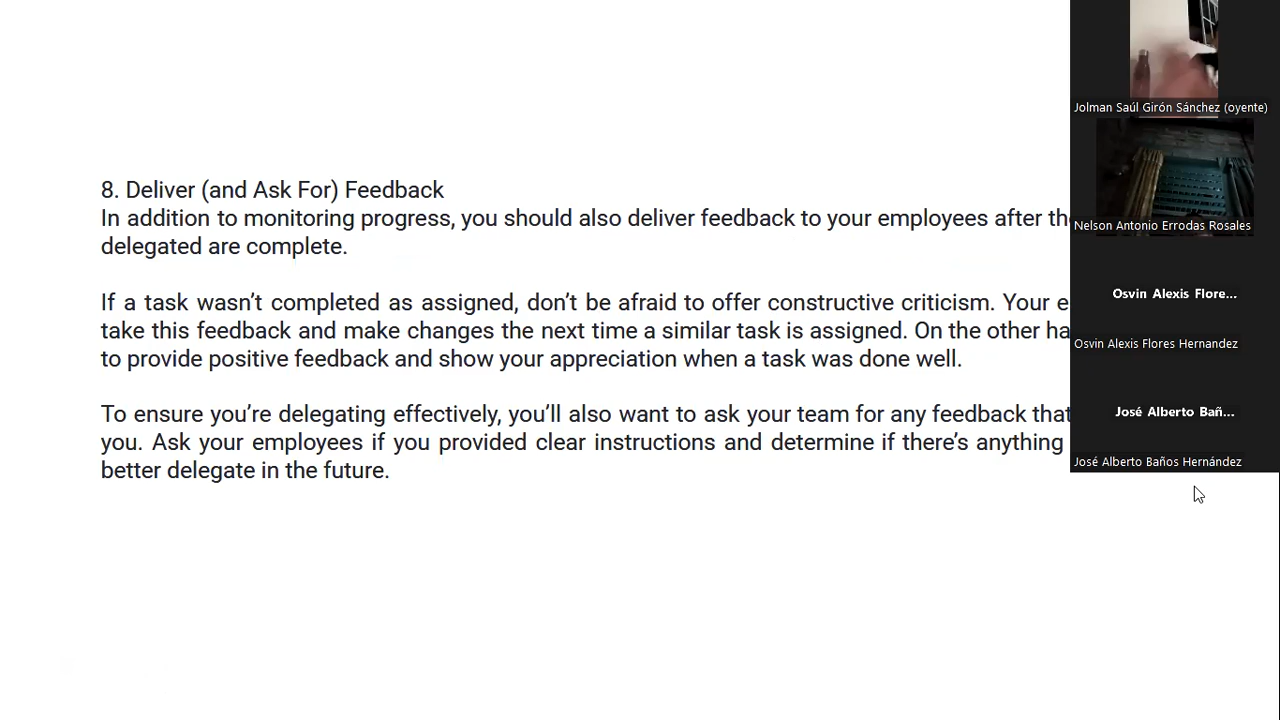 8. Deliver (and Ask For) Feedback
In addition to monitoring progress, you should also deliver feedback to your employees after
delegated are complete.
If a task wasn’t completed as assigned, don’t be afraid to offer constructive criticism. Your
take this feedback and make changes the next time a similar task is assigned. On the other
to provide positive feedback and show your appreciation when a task was done well.
To ensure you’re delegating effectively, you’ll also want to ask your team for any feedback that
you. Ask your employees if you provided clear instructions and determine if there’s anything
better delegate in the future.
Jolman Saúl Girón Sánchez (oyente)
Nelson Antonio Errodas Rosales
Osvin Alexis Flore...
Osvin Alexis Flores Hernandez
José Alberto Bañ...
José Alberto Baños Hernández